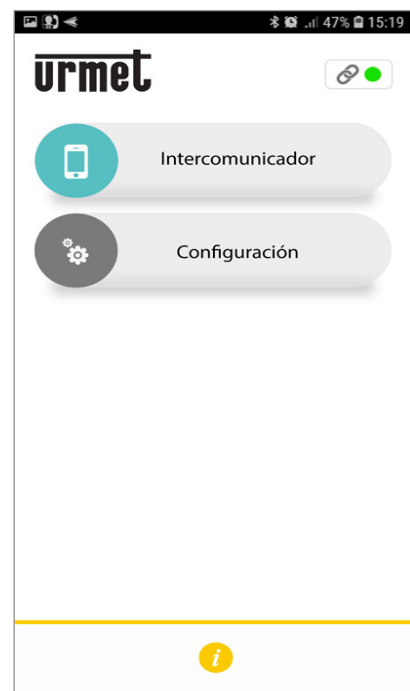 47% 15:19
urmet
Intercomunicador
Configuración
i